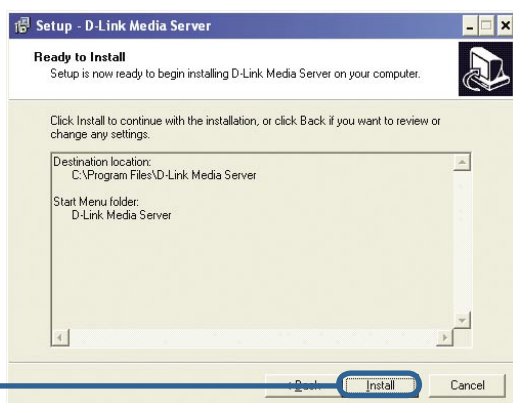 Setup - D-Link Media Server
Ready to Install
Setup is now ready to begin installing D-Link Media Server on your computer.
Click Install to continue with the installation, or click Back if you want to review or
change any settings.
Destination location:
C:\Program Files\D-Link Media Server
Start Menu folder:
D-Link Media Server
< Back
Install
Cancel